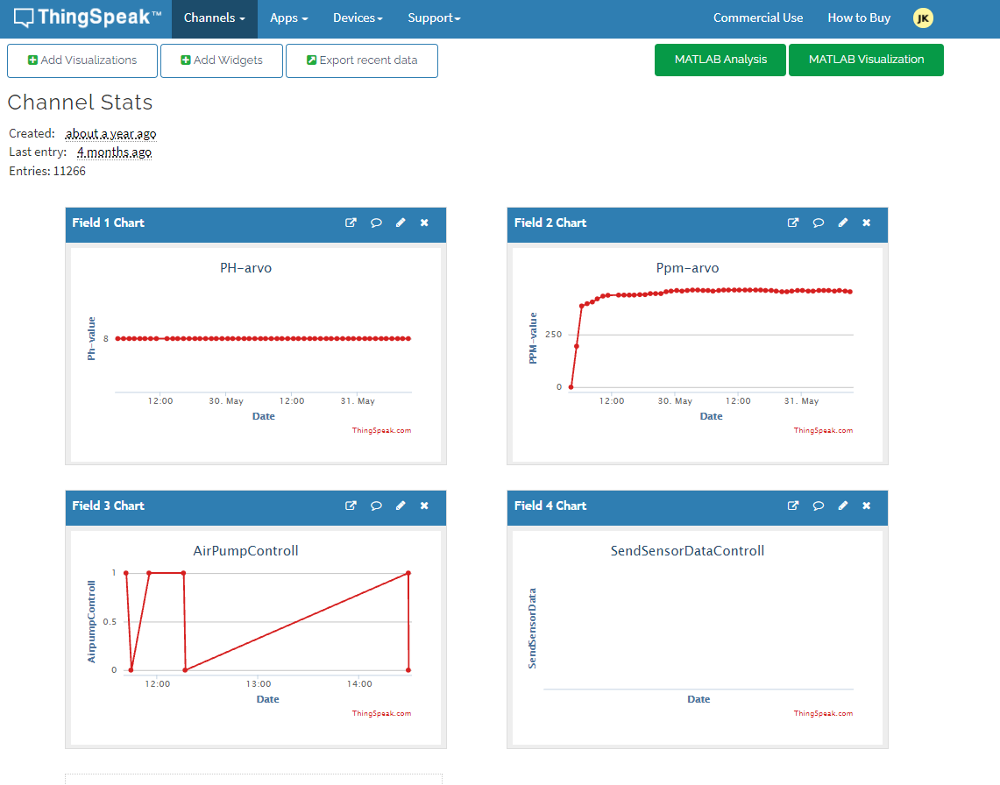 ThingSpeak™ Channels Apps Devices Support Commercial Use How to Buy JK
Add Visualizations Add Widgets Export recent data MATLAB Analysis MATLAB Visualization
Channel Stats
Created: about a year ago
Last entry: 4 months ago
Entries: 11266
Field 1 Chart
PH-arvo
Ph-value
8
12:00 30. May 12:00 31. May
Date
ThingSpeak.com
Field 2 Chart
Ppm-arvo
PPM-value
250
0
12:00 30. May 12:00 31. May
Date
ThingSpeak.com
Field 3 Chart
AirPumpControll
AirpumpControll
1
0.5
0
12:00 13:00 14:00
Date
ThingSpeak.com
Field 4 Chart
SendSensorDataControll
SendSensorData
Date
ThingSpeak.com